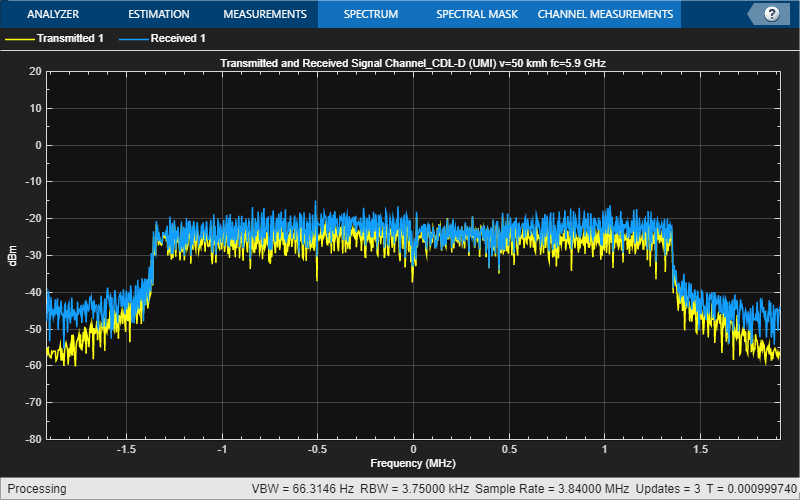 ANALYZER ESTIMATION MEASUREMENTS SPECTRUM SPECTRAL MASK CHANNEL MEASUREMENTS ?
Transmitted 1 Received 1
Transmitted and Received Signal Channel_CDL-D (UMI) v=50 kmh fc=5.9 GHz
20
10
0
-10
-20
-30
-40
-50
-60
-70
-80
dBm
-1.5 -1 -0.5 0 0.5 1 1.5
Frequency (MHz)
Processing VBW = 66.3146 Hz RBW = 3.75000 kHz Sample Rate = 3.84000 MHz Updates = 3 T = 0.000999740